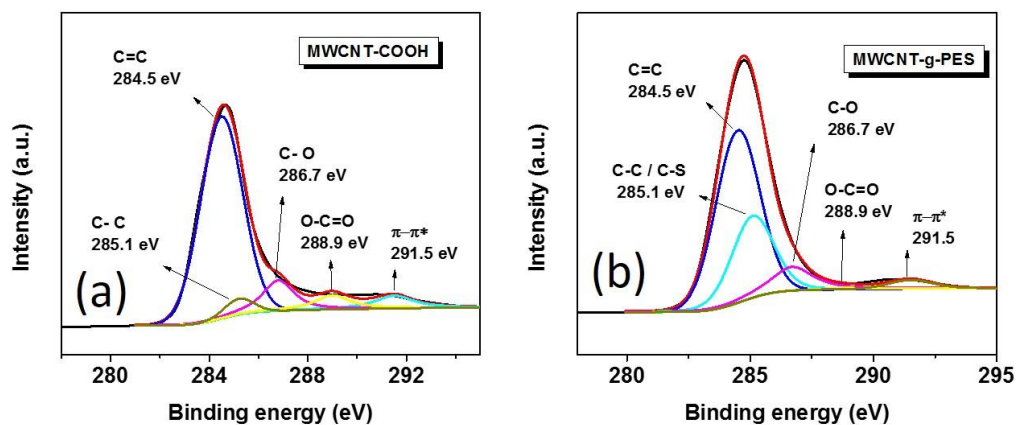 MWCNT-COOH
C=C
284.5 eV
C- O
286.7 eV
C- C
285.1 eV
O-C=O
288.9 eV
π–π*
291.5 eV
(a)
Intensity (a.u.)
280 284 288 292
Binding energy (eV)
MWCNT-g-PES
C=C
284.5 eV
C-O
286.7 eV
C-C / C-S
285.1 eV
O-C=O
288.9 eV
π–π*
291.5
(b)
Intensity (a.u.)
280 285 290 295
Binding energy (eV)